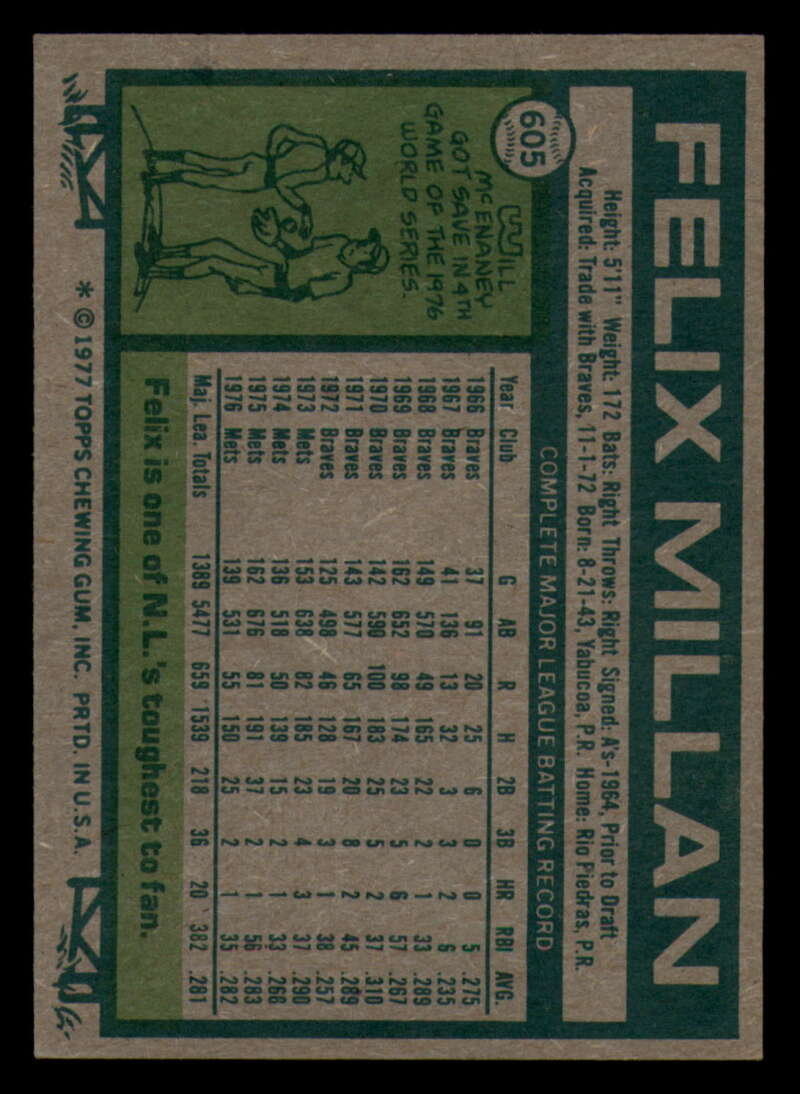 605
FELIX MILLAN
Height: 5'11" Weight: 172 Bats: Right Throws: Right Signed: A's-1964, Prior to Draft
Acquired: Trade with Braves, 11-1-72 Born: 8-21-43, Yabucoa, P.R. Home: Rio Piedras, P.R.
WILL
MCENANEY
GOT SAVE IN 4TH
GAME OF THE 1976
WORLD SERIES.
COMPLETE MAJOR LEAGUE BATTING RECORD
Year Club G AB R H 2B 3B HR RBI AVG.
1966 Braves 37 91 20 25 6 0 0 5 .275
1967 Braves 41 136 13 32 3 3 2 6 .235
1968 Braves 149 570 49 165 22 2 1 33 .289
1969 Braves 162 652 98 174 23 5 6 57 .267
1970 Braves 142 590 100 183 25 5 2 37 .310
1971 Braves 143 577 65 167 20 8 2 45 .289
1972 Braves 125 498 46 128 19 3 1 38 .257
1973 Mets 153 638 82 185 23 4 3 37 .290
1974 Mets 136 518 50 139 15 2 1 33 .268
1975 Mets 162 676 81 191 37 2 1 56 .283
1976 Mets 139 531 55 150 25 2 1 35 .282
Maj. Lea. Totals 1389 5477 659 1539 218 36 20 382 .281
Felix is one of N.L.'s toughest to fan.
* © 1977 TOPPS CHEWING GUM, INC. PRTD. IN U.S.A.